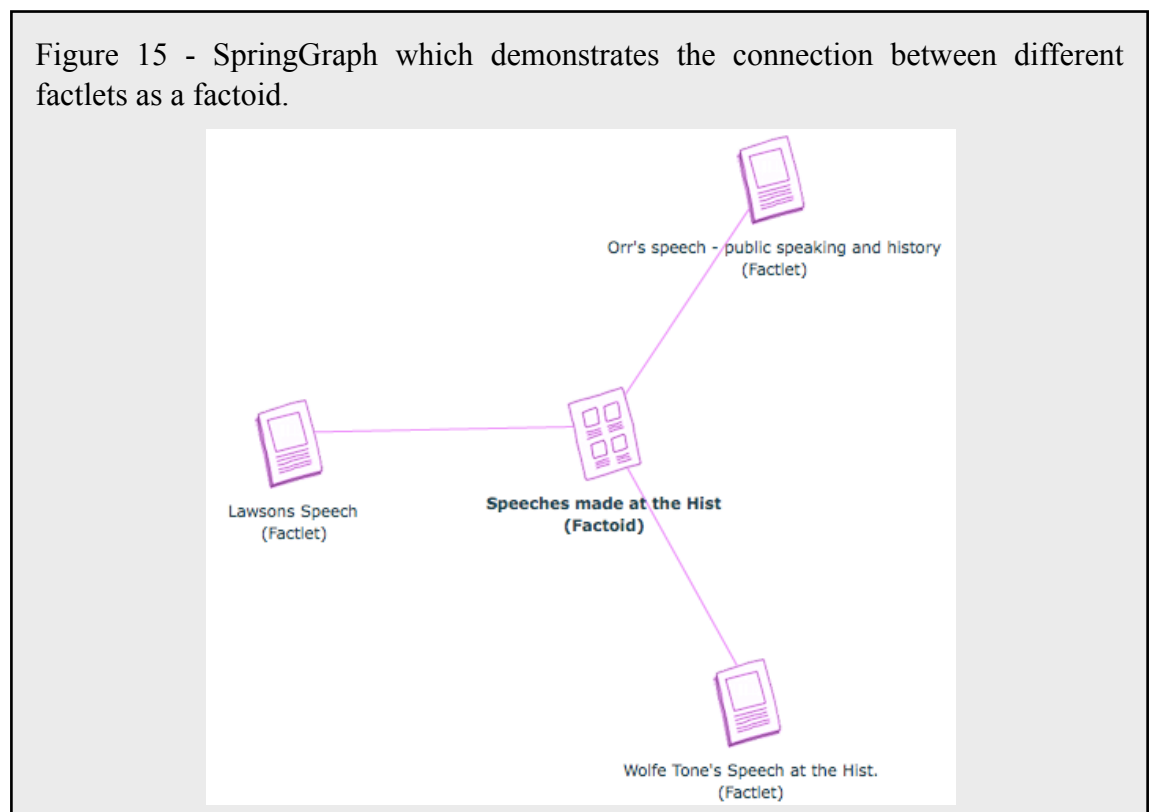 Figure 15 - SpringGraph which demonstrates the connection between different
factlets as a factoid.
Orr's speech - public speaking and history
(Factlet)
Lawsons Speech
(Factlet)
Speeches made at the Hist
(Factoid)
Wolfe Tone's Speech at the Hist.
(Factlet)